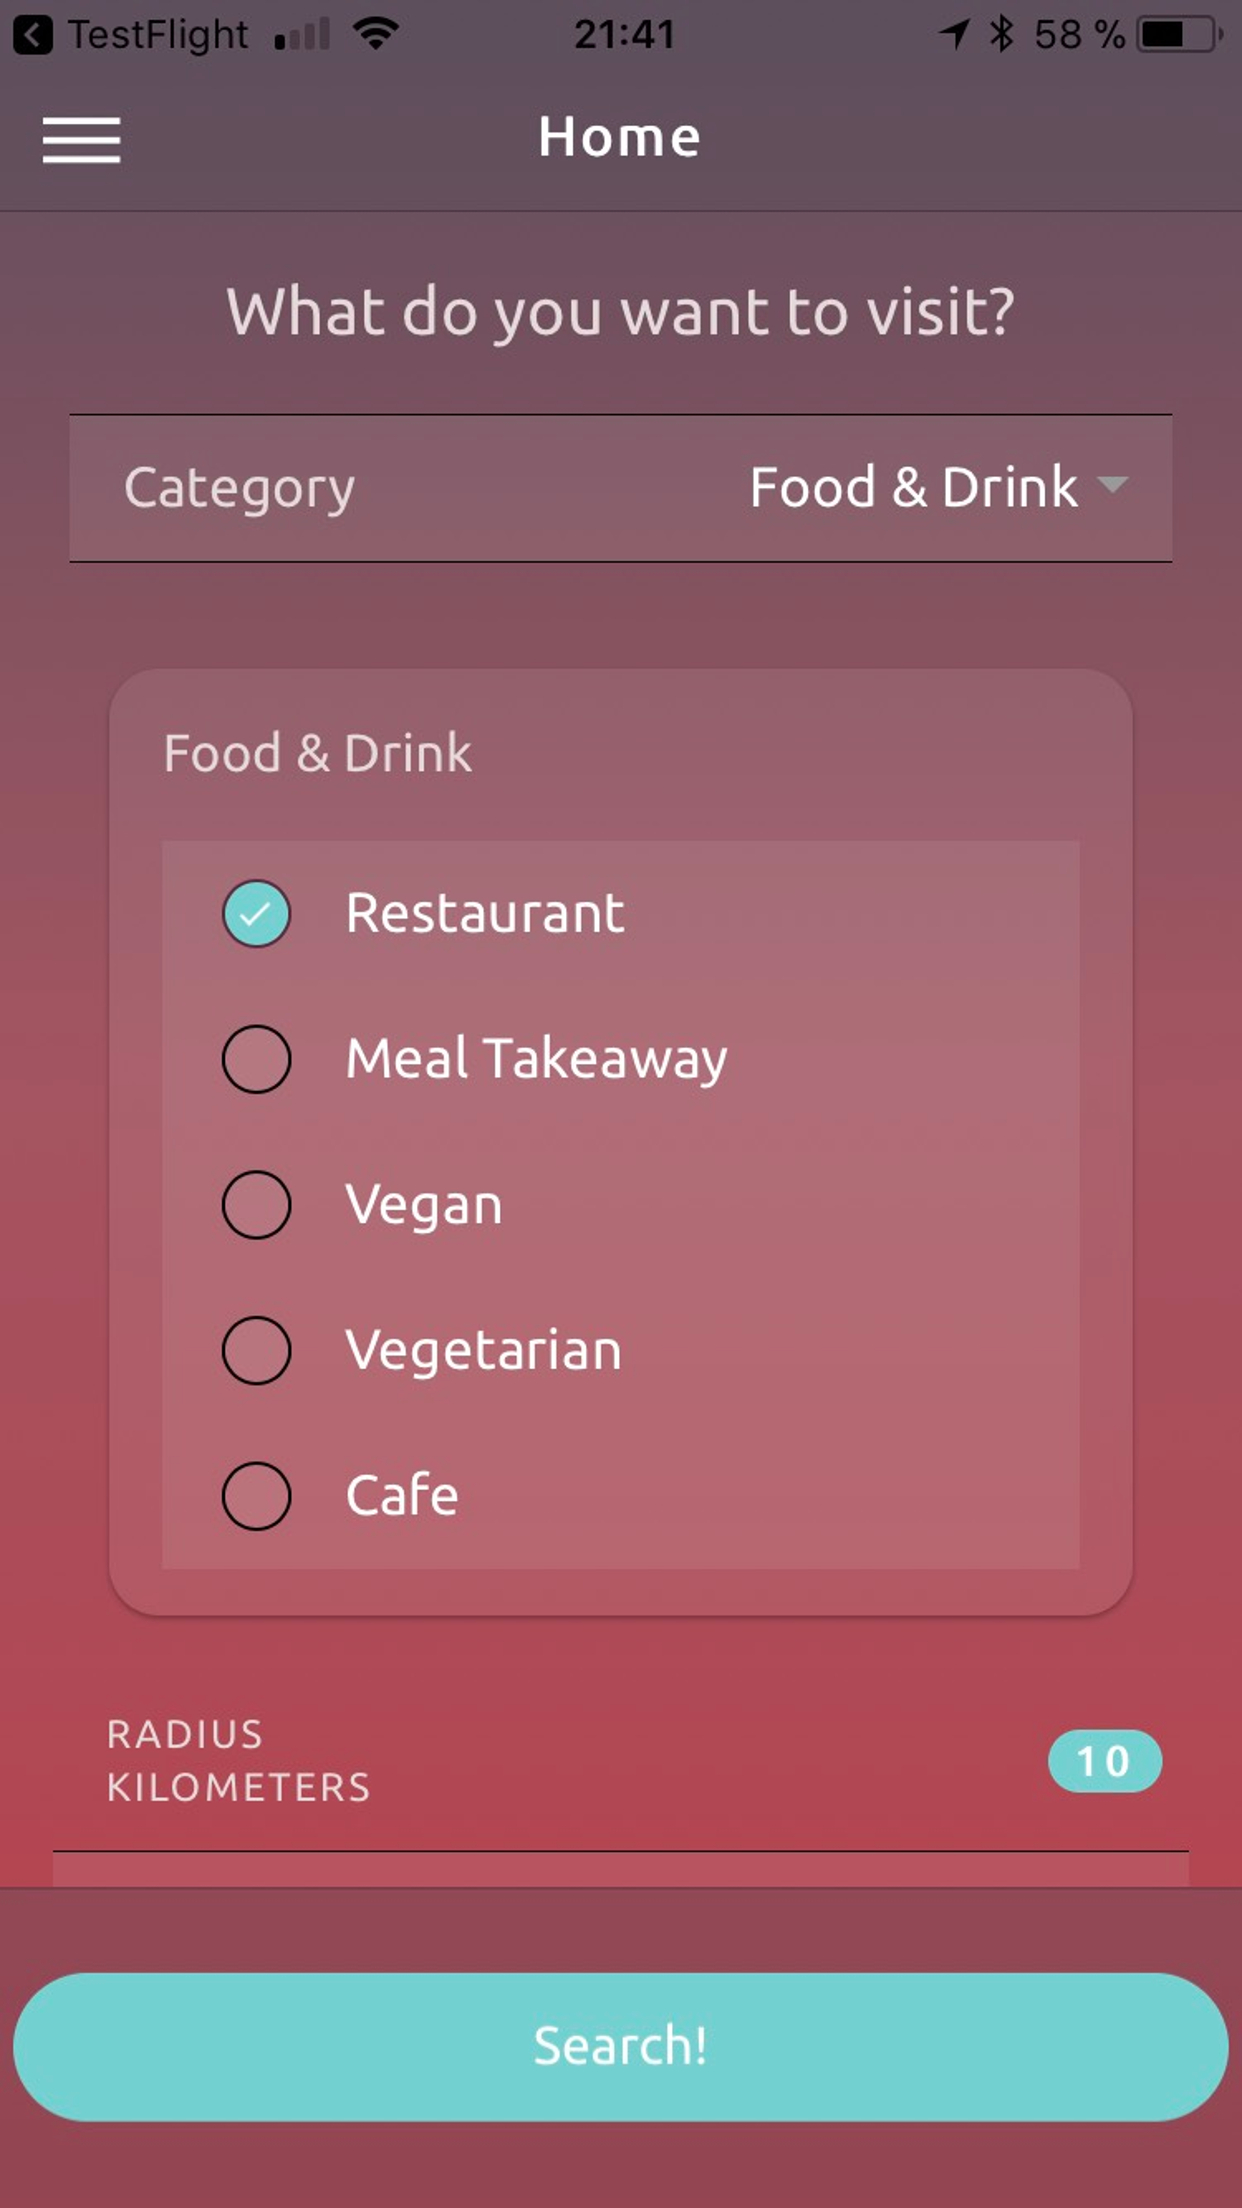 TestFlight 21:41 58 %
Home
What do you want to visit?
Category Food & Drink
Food & Drink
Restaurant
Meal Takeaway
Vegan
Vegetarian
Cafe
RADIUS
KILOMETERS
10
Search!